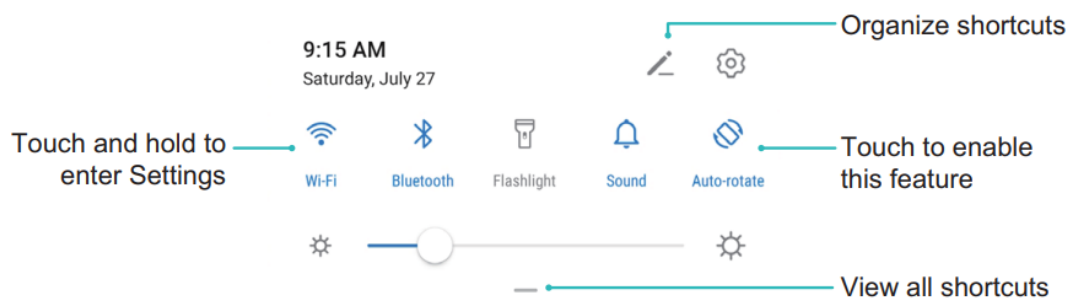 Organize shortcuts
9:15 AM
Saturday, July 27
Touch and hold to
enter Settings
Wi-Fi
Bluetooth
Flashlight
Sound
Auto-rotate
Touch to enable
this feature
View all shortcuts